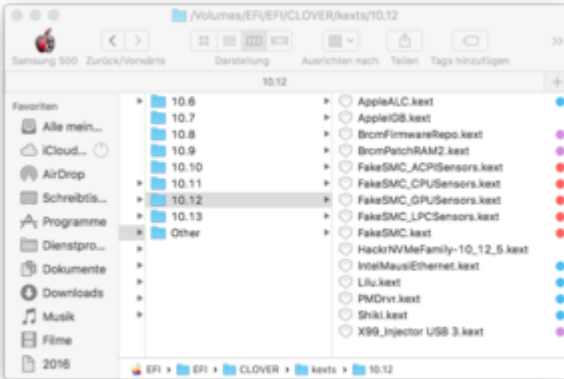 /Volumes/EFI/EFI/CLOVER/kexts/10.12
Samsung 500 Zurück/Vorwärts Darstellung Ausrichten nach Teilen Tags hinzufügen
10.12
Favoriten
Alle mein...
iCloud...
AirDrop
Schreibtis...
Programme
Dienstpro...
Dokumente
Downloads
Musik
Filme
2016
10.6
10.7
10.8
10.9
10.10
10.11
10.12
10.13
Other
AppleALC.kext
AppleIGB.kext
BrcmFirmwareRepo.kext
BrcmPatchRAM2.kext
FakeSMC_ACPISensors.kext
FakeSMC_CPUSensors.kext
FakeSMC_GPUSensors.kext
FakeSMC_LPCSensors.kext
FakeSMC.kext
HackrNVMeFamily-10_12_5.kext
IntelMausiEthernet.kext
Lilu.kext
PMDrvr.kext
Shiki.kext
X99_Injector USB 3.kext
EFI EFI CLOVER kexts 10.12